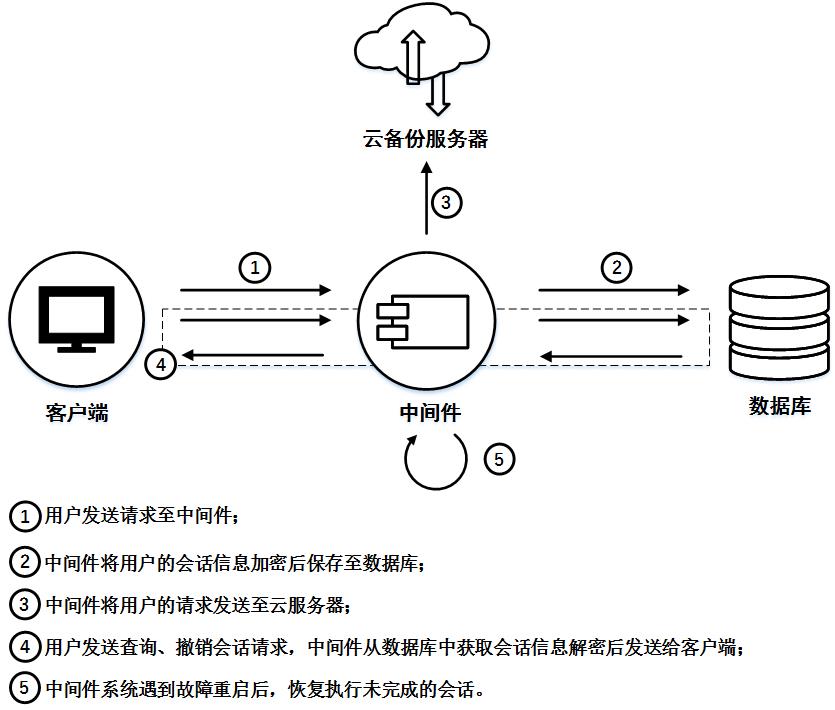 云备份服务器
3
1
2
4
客户端
中间件
数据库
5
1 用户发送请求至中间件；
2 中间件将用户的会话信息加密后保存至数据库；
3 中间件将用户的请求发送至云服务器；
4 用户发送查询、撤销会话请求，中间件从数据库中获取会话信息解密后发送给客户端；
5 中间件系统遇到故障重启后，恢复执行未完成的会话。